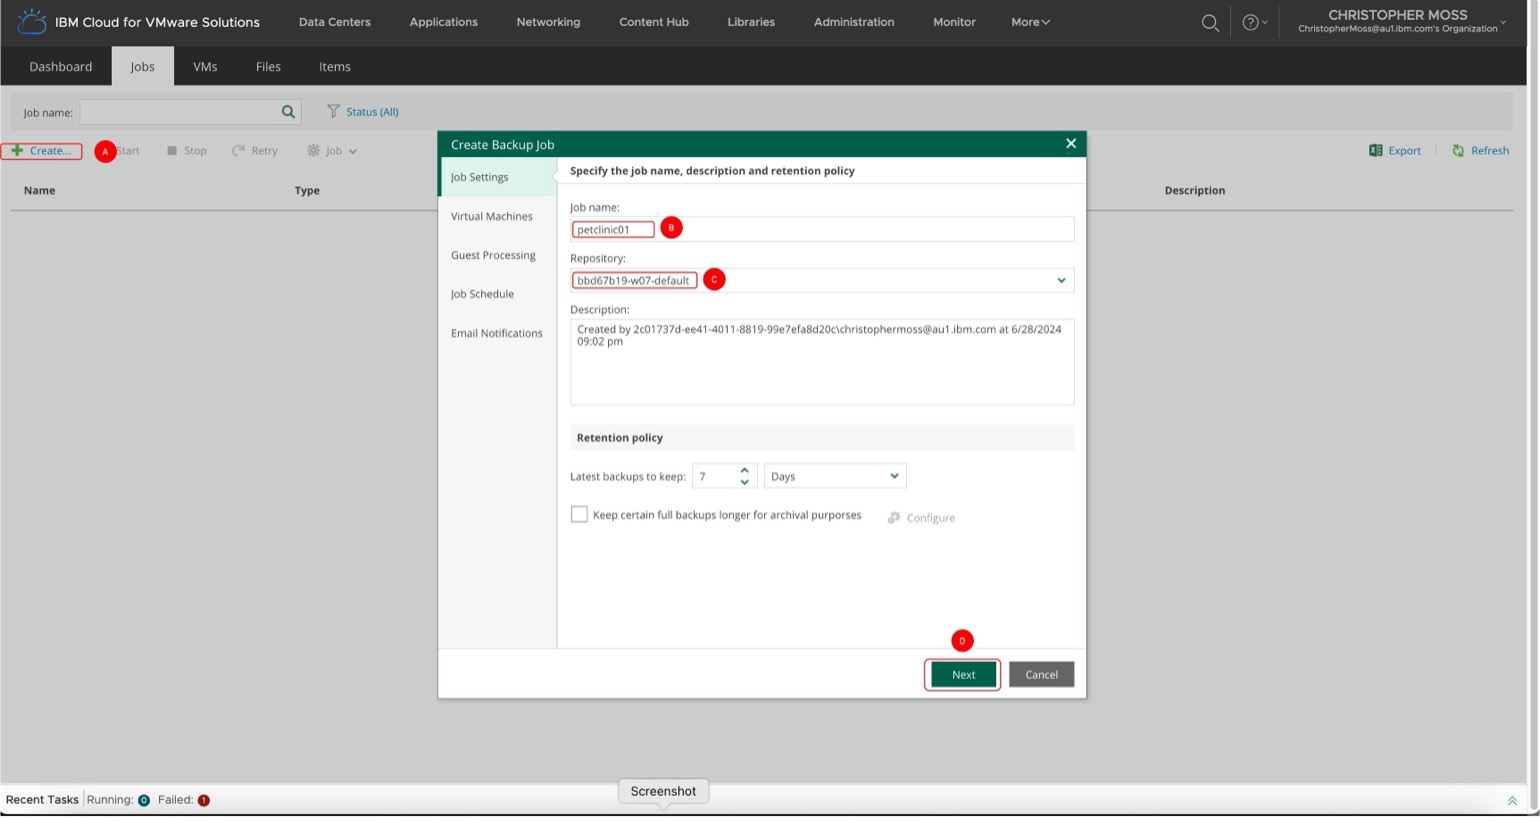 IBM Cloud for VMware Solutions
Data Centers
Applications
Networking
Content Hub
Libraries
Administration
Monitor
More
CHRISTOPHER MOSS
ChristopherMoss@au1.ibm.com's Organization
Dashboard
Jobs
VMs
Files
Items
Job name:
Status (All)
Create...
A
Start
Stop
Retry
Job
Export
Refresh
Name
Type
Description
Create Backup Job
Job Settings
Virtual Machines
Guest Processing
Job Schedule
Email Notifications
Specify the job name, description and retention policy
Job name:
petclinic01
B
Repository:
bbd67b19-w07-default
C
Description:
Created by 2c01737d-ee41-4011-8819-99e7efa8d20c\christophermoss@au1.ibm.com at 6/28/2024
09:02 pm
Retention policy
Latest backups to keep: 7 Days
Keep certain full backups longer for archival purporses
Configure
D
Next
Cancel
Screenshot
Recent Tasks Running: 0 Failed: 1